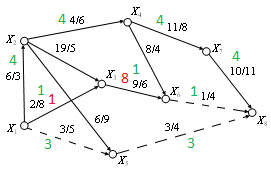 X₄
4 4/6
4 11/8
X₂
X₇
4
6/3
19/5
8/4
4
10/11
X₃
8
1
9/6
1
2/8 1
X₆
1
1/4
X₈
X₁
3/5
3
6/9
3/4
3
X₅